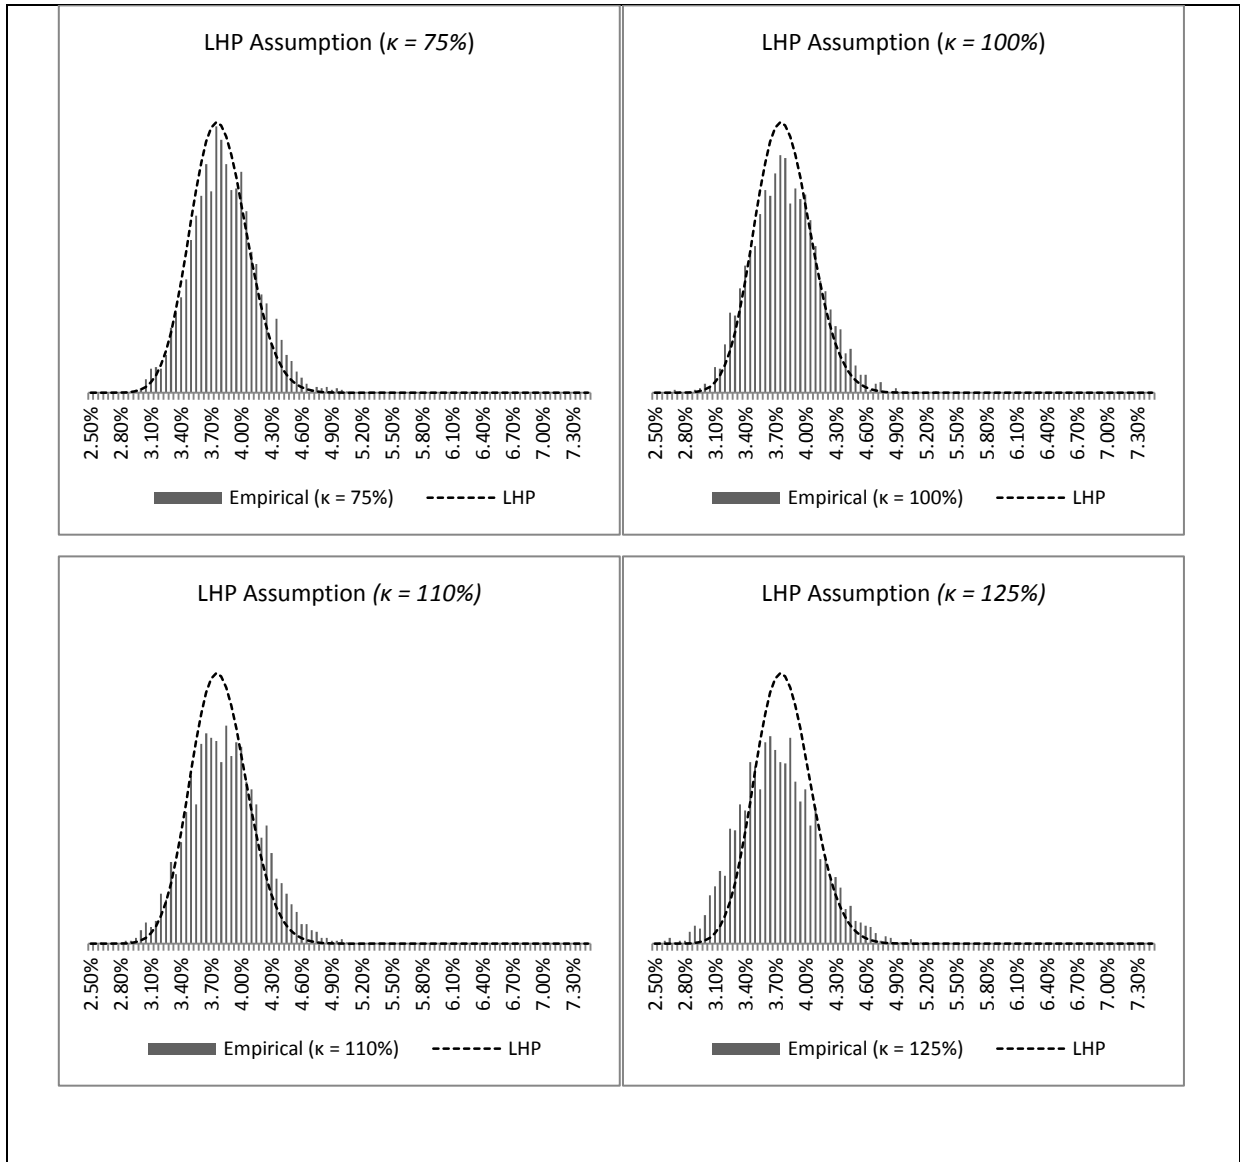 LHP Assumption (κ = 75%)
2.50% 2.80% 3.10% 3.40% 3.70% 4.00% 4.30% 4.60% 4.90% 5.20% 5.50% 5.80% 6.10% 6.40% 6.70% 7.00% 7.30%
Empirical (κ = 75%) LHP
LHP Assumption (κ = 100%)
2.50% 2.80% 3.10% 3.40% 3.70% 4.00% 4.30% 4.60% 4.90% 5.20% 5.50% 5.80% 6.10% 6.40% 6.70% 7.00% 7.30%
Empirical (κ = 100%) LHP
LHP Assumption (κ = 110%)
2.50% 2.80% 3.10% 3.40% 3.70% 4.00% 4.30% 4.60% 4.90% 5.20% 5.50% 5.80% 6.10% 6.40% 6.70% 7.00% 7.30%
Empirical (κ = 110%) LHP
LHP Assumption (κ = 125%)
2.50% 2.80% 3.10% 3.40% 3.70% 4.00% 4.30% 4.60% 4.90% 5.20% 5.50% 5.80% 6.10% 6.40% 6.70% 7.00% 7.30%
Empirical (κ = 125%) LHP